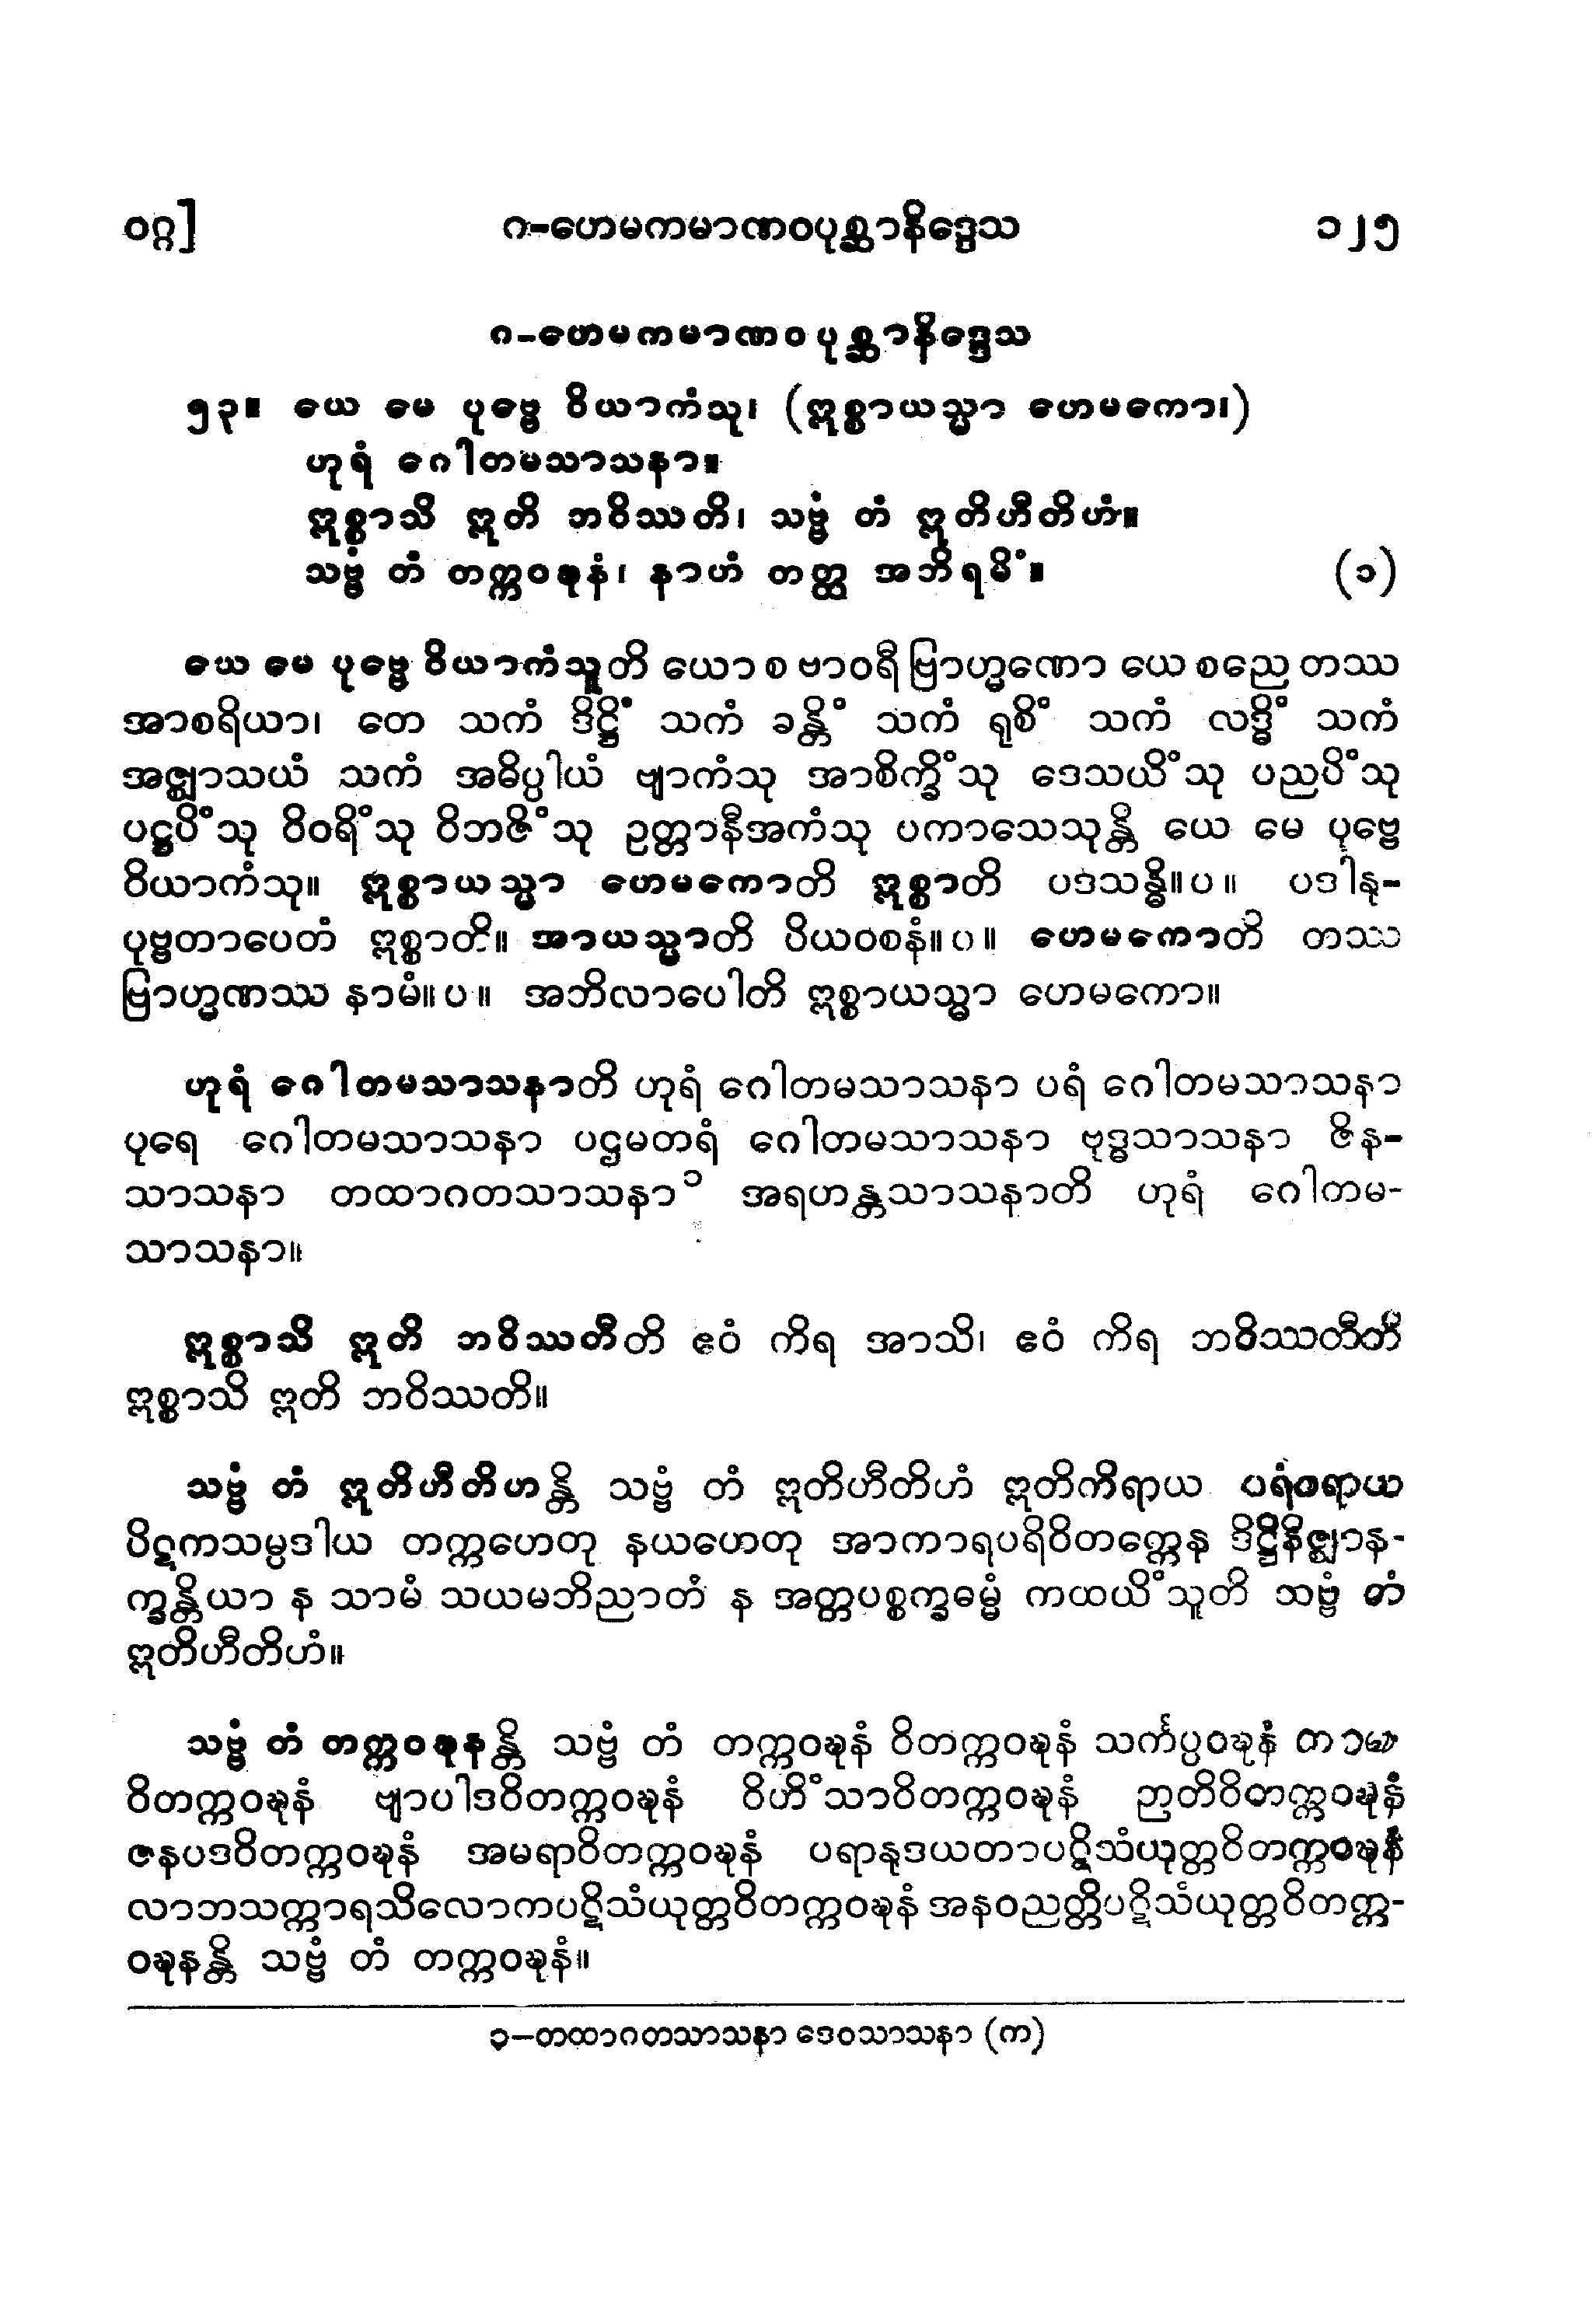 ဝဂ္ဂ] ဂ-ဟေမကမာဏဝပုစ္ဆာနိဒ္ဒေသ ၁၂၅
ဂ-ဟေမကမာဏဝပုစ္ဆာနိဒ္ဒေသ
၅၃။ ယေ မေ ပုဗ္ဗေ ဝိယာကံသု၊ (ဣစ္စာယသ္မာ ဟေမကော၊)
ဟုရံ ဂေါတမသာသနာ။
ဣစ္စာသိ ဣတိ ဘဝိဿတိ၊ သဗ္ဗံ တံ ဣတိဟီတိဟံ။
သဗ္ဗံ တံ တက္ကဝဍ္ဎနံ၊ နာဟံ တတ္ထ အဘိရမိံ။ (၁)
ယေ မေ ပုဗ္ဗေ ဝိယာကံသူတိ ယော စ ဗာဝရီ ဗြာဟ္မဏော ယေ စညေ တဿ
အာစရိယာ၊ တေ သကံ ဒိဋ္ဌိံ သကံ ခန္တိံ သကံ ရုစိံ သကံ လဒ္ဓိံ သကံ
အဇ္ဈာသယံ သကံ အဓိပ္ပါယံ ဗျာကံသု အာစိက္ခိံသု ဒေသယိံသု ပညပိံသု
ပဋ္ဌပိံသု ဝိဝရိံသု ဝိဘဇိံသု ဥတ္တာနီအကံသု ပကာသေသုန္တိ ယေ မေ ပုဗ္ဗေ
ဝိယာကံသု။ ဣစ္စာယသ္မာ ဟေမကောတိ ဣစ္စာတိ ပဒသန္ဓိ။ပ။ ပဒါနု-
ပုဗ္ဗတာပေတံ ဣစ္စာတိ။ အာယသ္မာတိ ပိယဝစနံ။ပ။ ဟေမကောတိ တဿ
ဗြာဟ္မဏဿ နာမံ။ပ။ အဘိလာပေါတိ ဣစ္စာယသ္မာ ဟေမကော။
ဟုရံ ဂေါတမသာသနာတိ ဟုရံ ဂေါတမသာသနာ ပရံ ဂေါတမသာသနာ
ပုရေ ဂေါတမသာသနာ ပဌမတရံ ဂေါတမသာသနာ ဗုဒ္ဓသာသနာ ဇိန-
သာသနာ တထာဂတသာသနာ၁ အရဟန္တသာသနာတိ ဟုရံ ဂေါတမ-
သာသနာ။
ဣစ္စာသိ ဣတိ ဘဝိဿတီတိ ဧဝံ ကိရ အာသိ၊ ဧဝံ ကိရ ဘဝိဿတီတိ
ဣစ္စာသိ ဣတိ ဘဝိဿတိ။
သဗ္ဗံ တံ ဣတိဟီတိဟန္တိ သဗ္ဗံ တံ ဣတိဟီတိဟံ ဣတိကိရာယ ပရံပရာယ
ပိဋကသမ္ပဒါယ တက္ကဟေတု နယဟေတု အာကာရပရိဝိတက္ကေန ဒိဋ္ဌိနိဇ္ဈာန-
က္ခန္တိယာ န သာမံ သယမဘိညာတံ န အတ္တပစ္စက္ခဓမ္မံ ကထယိံသူတိ သဗ္ဗံ တံ
ဣတိဟီတိဟံ။
သဗ္ဗံ တံ တက္ကဝဍ္ဎနန္တိ သဗ္ဗံ တံ တက္ကဝဍ္ဎနံ ဝိတက္ကဝဍ္ဎနံ သင်္ကပ္ပဝဍ္ဎနံ ကာမ-
ဝိတက္ကဝဍ္ဎနံ ဗျာပါဒဝိတက္ကဝဍ္ဎနံ ဝိဟိံသာဝိတက္ကဝဍ္ဎနံ ဉာတိဝိတက္ကဝဍ္ဎနံ
ဇနပဒဝိတက္ကဝဍ္ဎနံ အမရာဝိတက္ကဝဍ္ဎနံ ပရာနုဒယတာပဋိသံယုတ္တဝိတက္ကဝဍ္ဎနံ
လာဘသက္ကာရသိလောကပဋိသံယုတ္တဝိတက္ကဝဍ္ဎနံ အနဝညတ္တိပဋိသံယုတ္တဝိတက္က-
ဝဍ္ဎနန္တိ သဗ္ဗံ တံ တက္ကဝဍ္ဎနံ။
၁-တထာဂတသာသနာ ဒေဝသာသနာ (က)